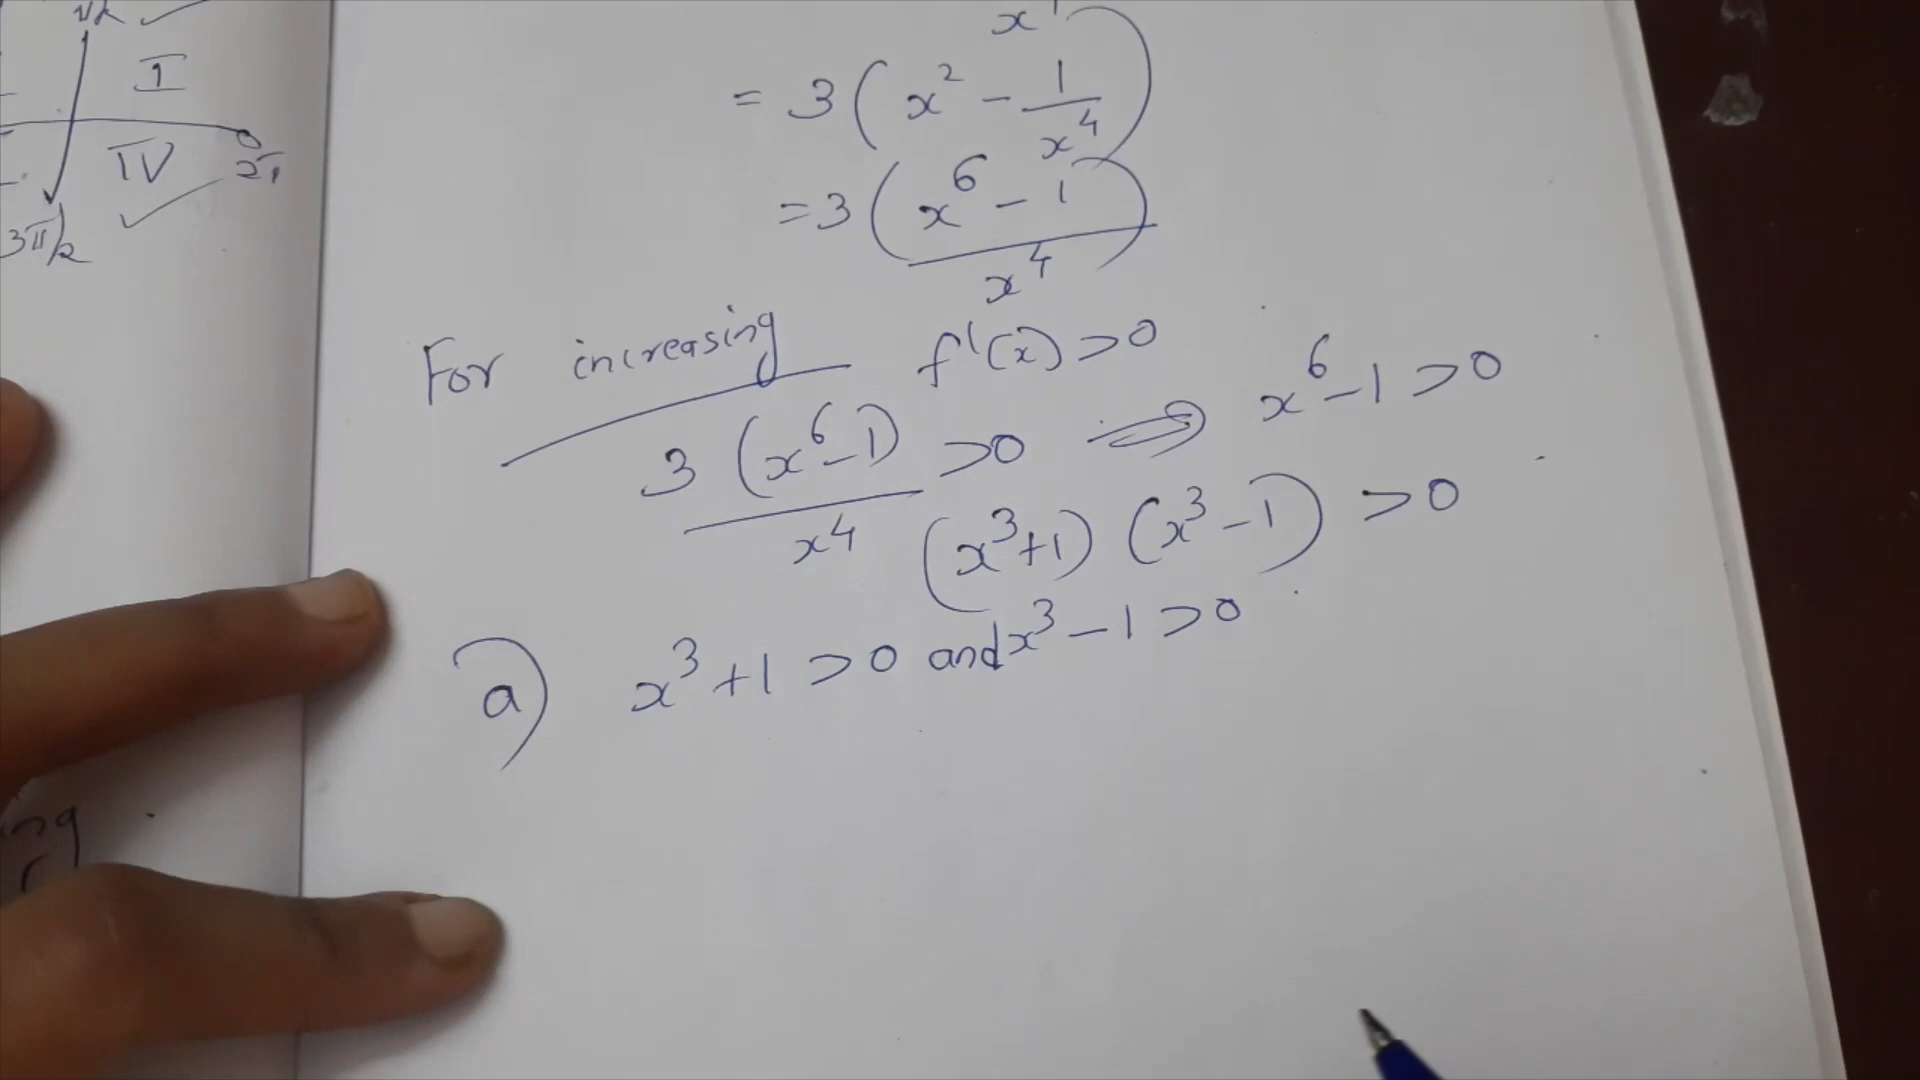 I
IV
2π
3π/2
= 3 ( x² - 1/x⁴ )
= 3 ( x⁶ - 1 ) / x⁴
For increasing f'(x) > 0
3 (x⁶-1) / x⁴ > 0 ⟹ x⁶-1 > 0
(x³+1) (x³-1) > 0
a) x³ + 1 > 0 and x³ - 1 > 0